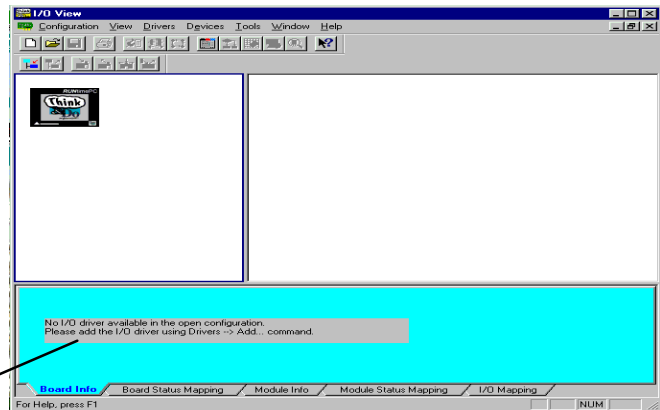 I/O View
Configuration View Drivers Devices Tools Window Help
RUNtimePC
Think
& Do
No I/O driver available in the open configuration.
Please add the I/O driver using Drivers --> Add... command.
Board Info Board Status Mapping Module Info Module Status Mapping I/O Mapping
For Help, press F1 NUM